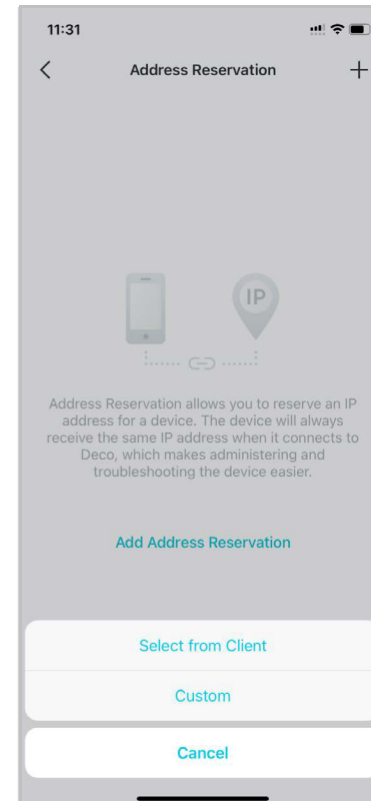 11:31
Address Reservation
IP
Address Reservation allows you to reserve an IP
address for a device. The device will always
receive the same IP address when it connects to
Deco, which makes administering and
troubleshooting the device easier.
Add Address Reservation
Select from Client
Custom
Cancel